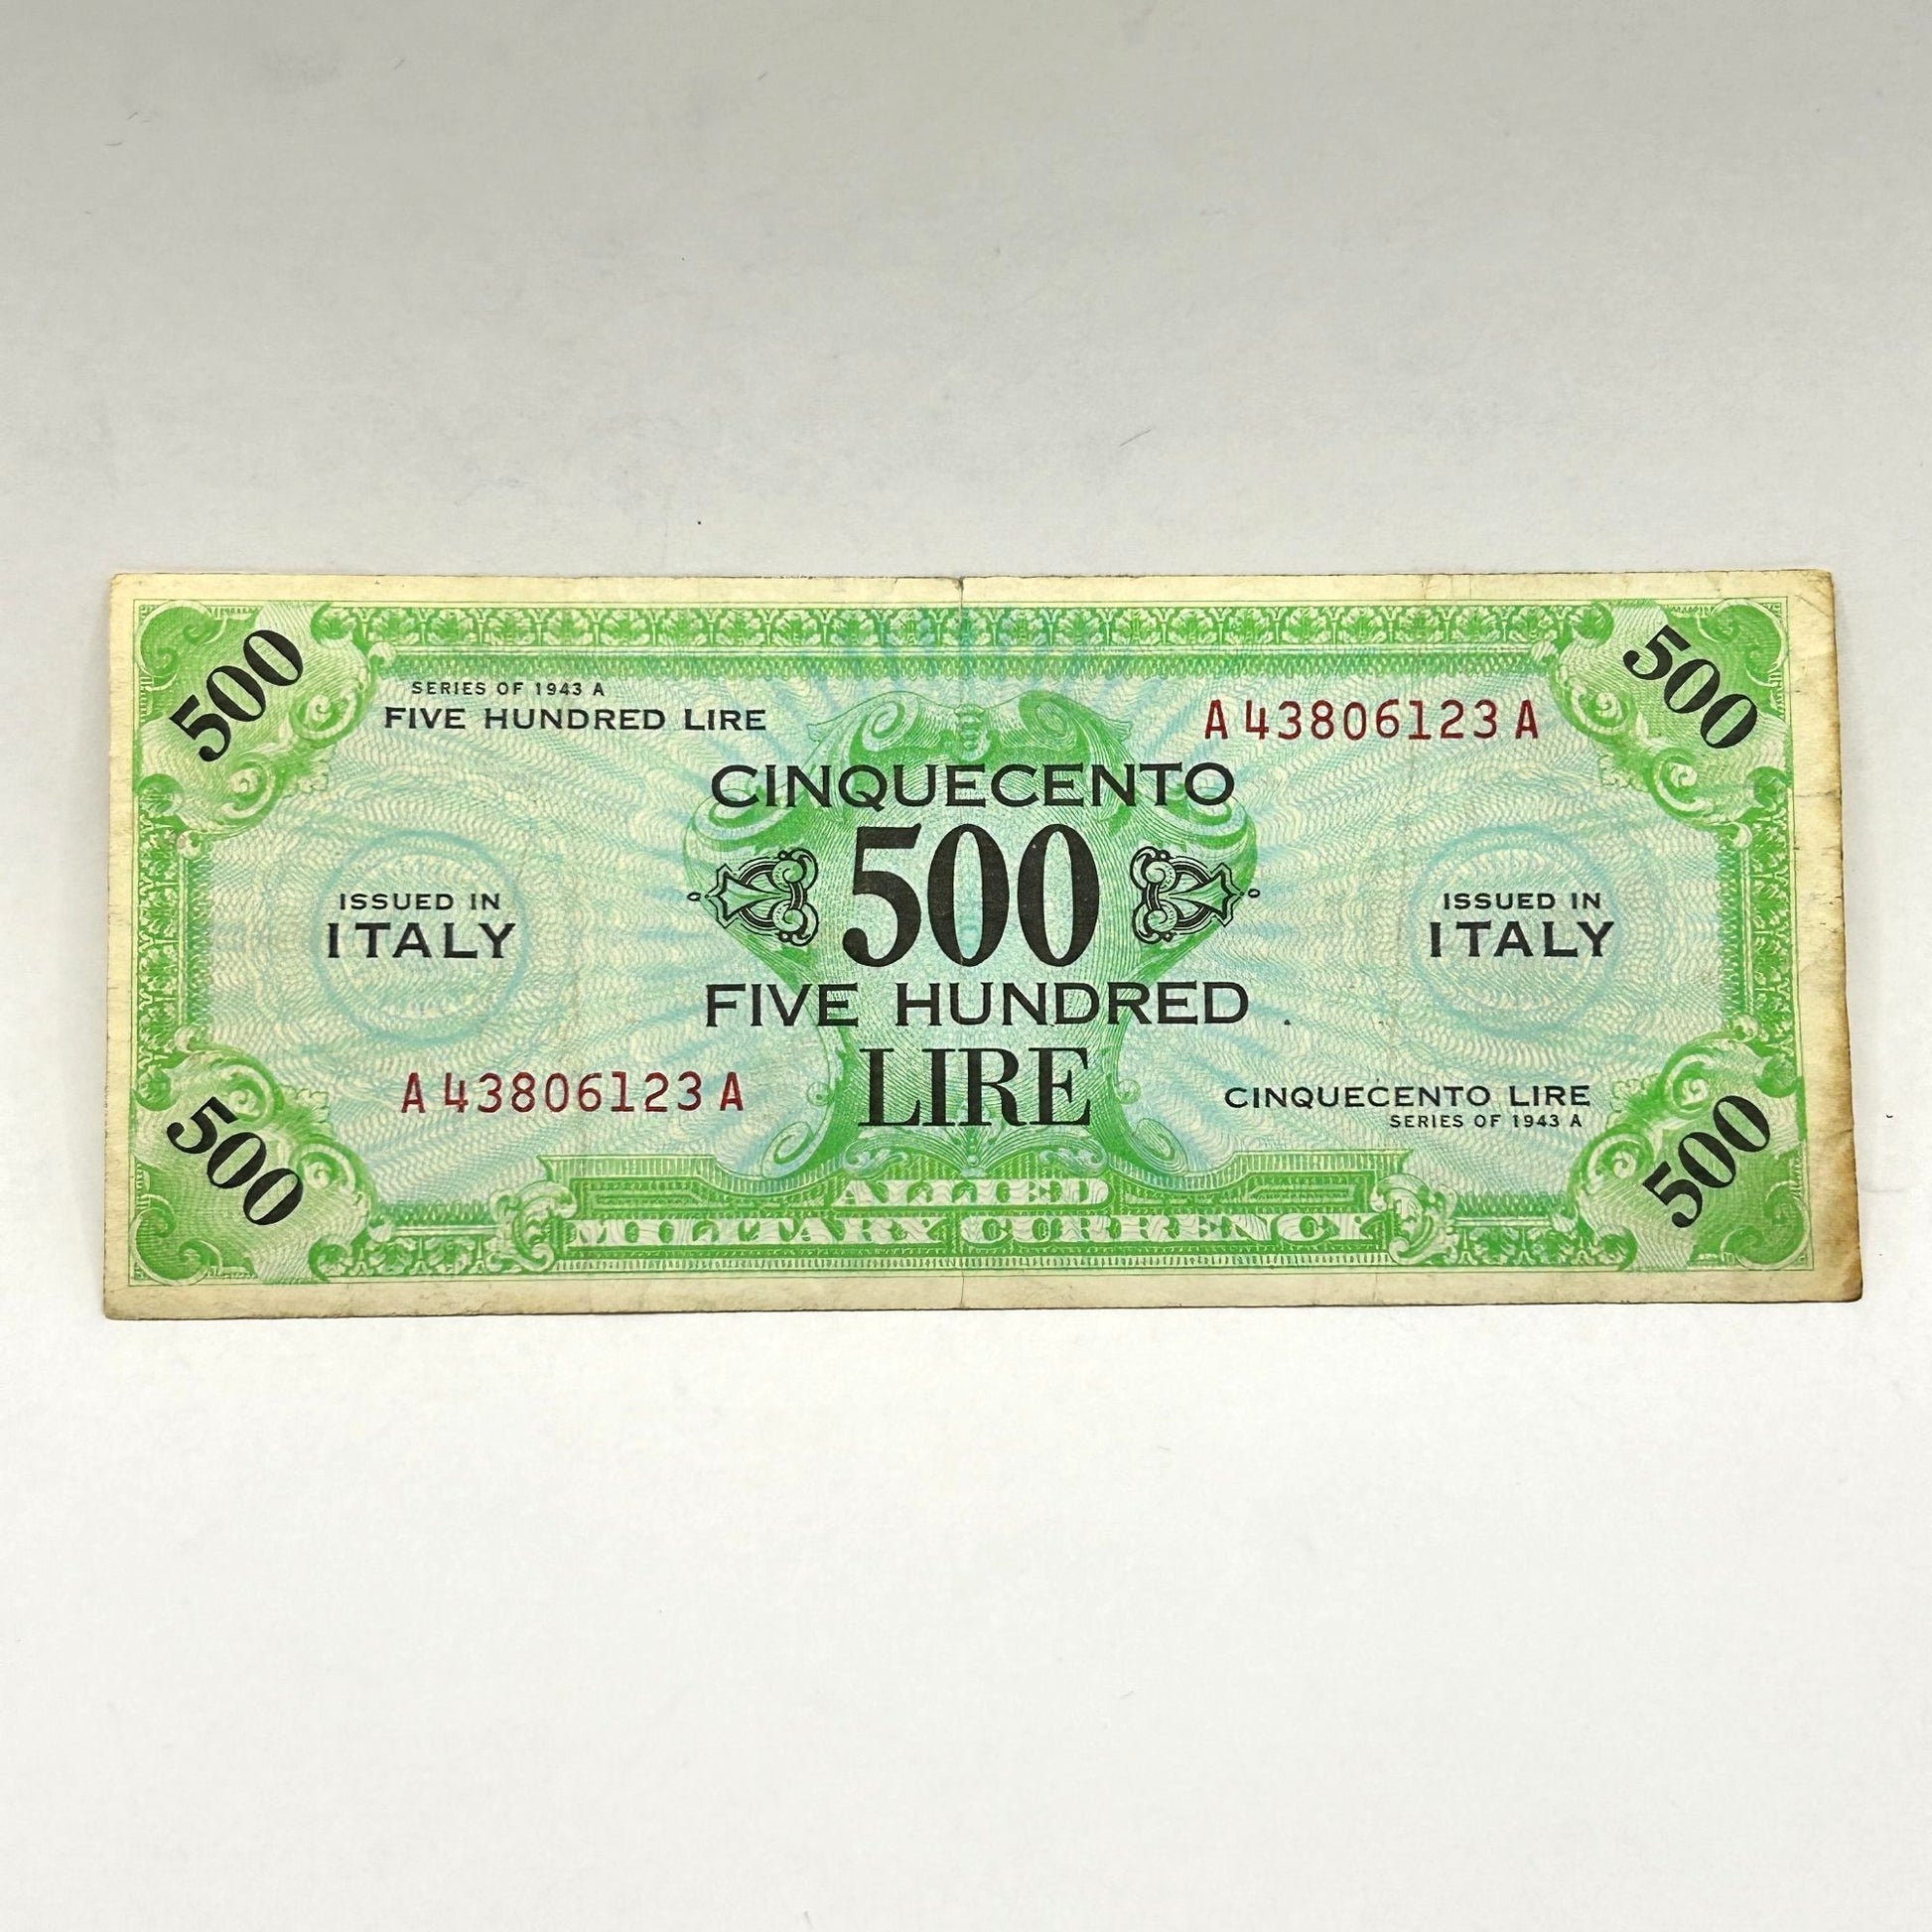 500
500
SERIES OF 1943 A
FIVE HUNDRED LIRE
A 43806123 A
CINQUECENTO
500
FIVE HUNDRED
LIRE
ISSUED IN
ITALY
ISSUED IN
ITALY
A 43806123 A
CINQUECENTO LIRE
SERIES OF 1943 A
500
500
ALLIED
MILITARY CURRENCY